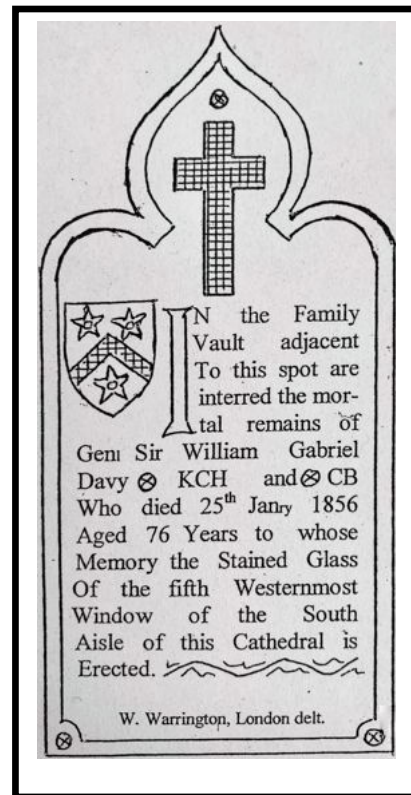 IN the Family
Vault adjacent
To this spot are
interred the mor-
tal remains of
Genl Sir William Gabriel
Davy ⊗ KCH and ⊗ CB
Who died 25th Janry 1856
Aged 76 Years to whose
Memory the Stained Glass
Of the fifth Westernmost
Window of the South
Aisle of this Cathedral is
Erected.
W. Warrington, London delt.